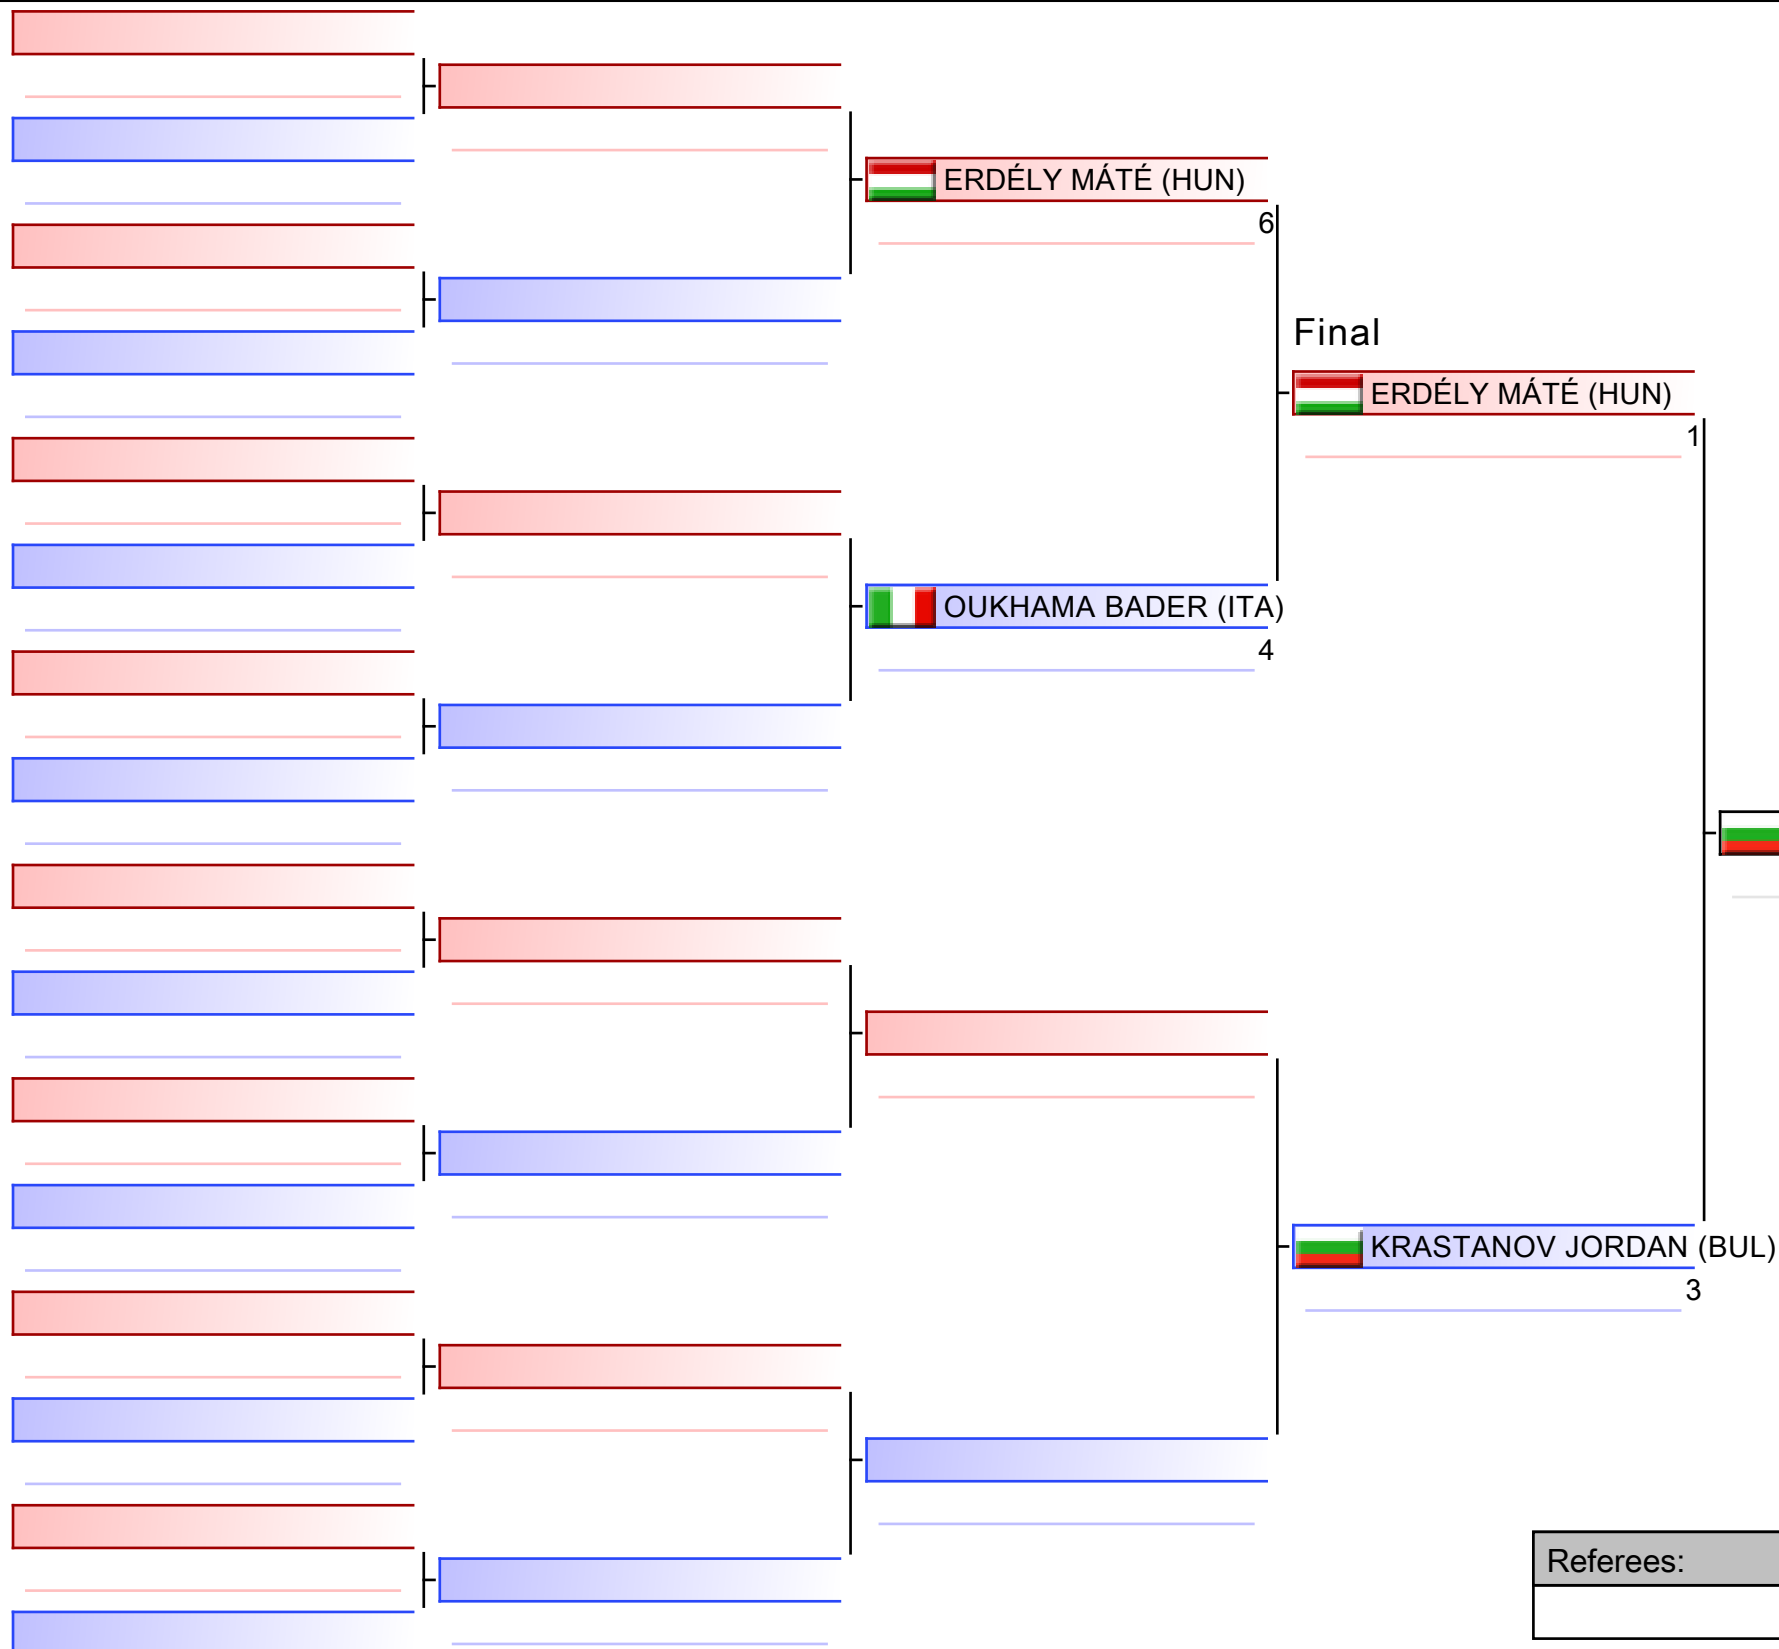 ERDÉLY MÁTÉ (HUN)
6
Final
ERDÉLY MÁTÉ (HUN)
1
OUKHAMA BADER (ITA)
4
KRASTANOV JORDAN (BUL)
3
Referees: